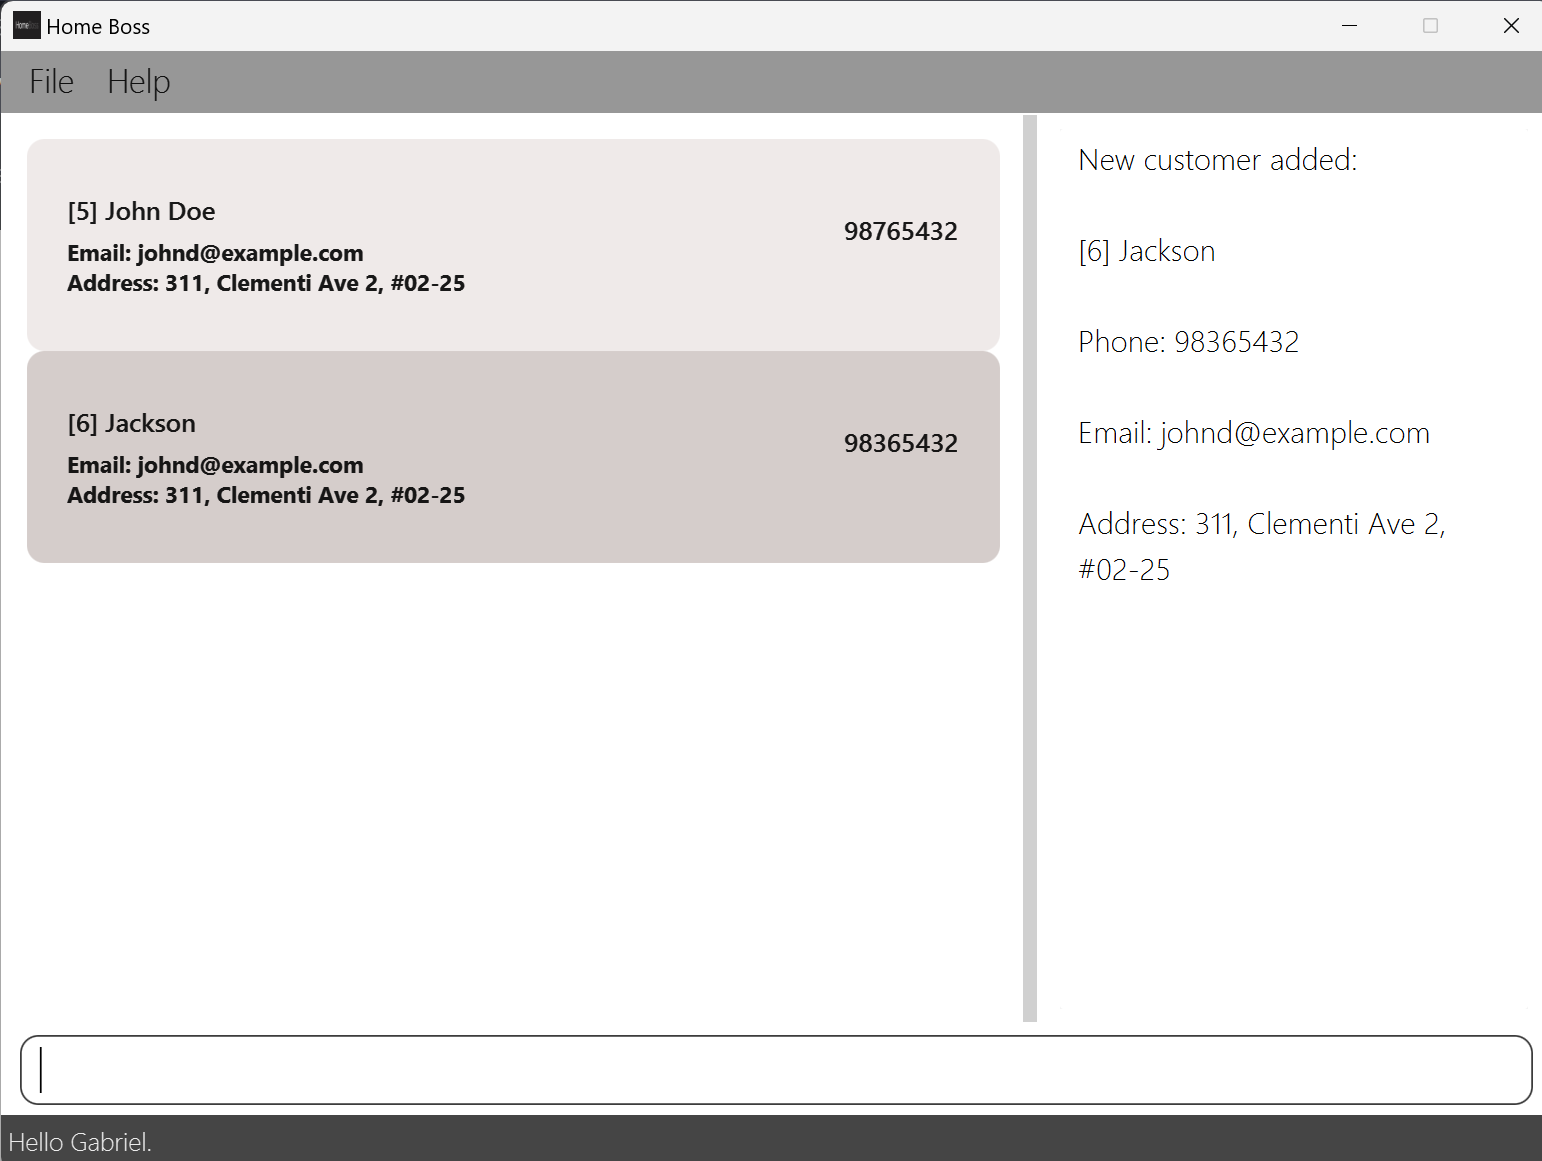 Home Boss
File Help
[5] John Doe
98765432
Email: johnd@example.com
Address: 311, Clementi Ave 2, #02-25
[6] Jackson
98365432
Email: johnd@example.com
Address: 311, Clementi Ave 2, #02-25
New customer added:
[6] Jackson
Phone: 98365432
Email: johnd@example.com
Address: 311, Clementi Ave 2,
#02-25
Hello Gabriel.